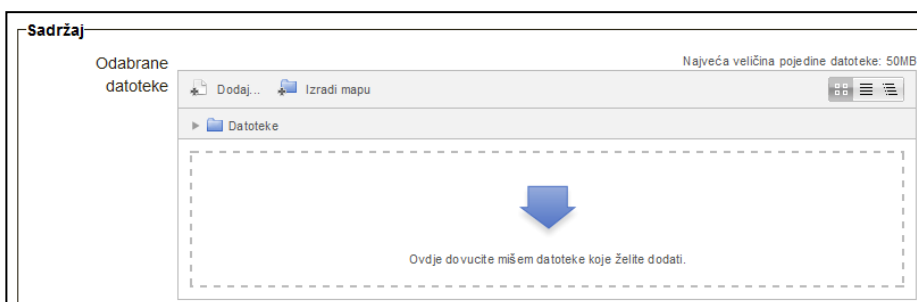 Sadržaj
Odabrane
datoteke
Najveća veličina pojedine datoteke: 50MB
Dodaj... Izradi mapu
Datoteke
Ovdje dovucite mišem datoteke koje želite dodati.